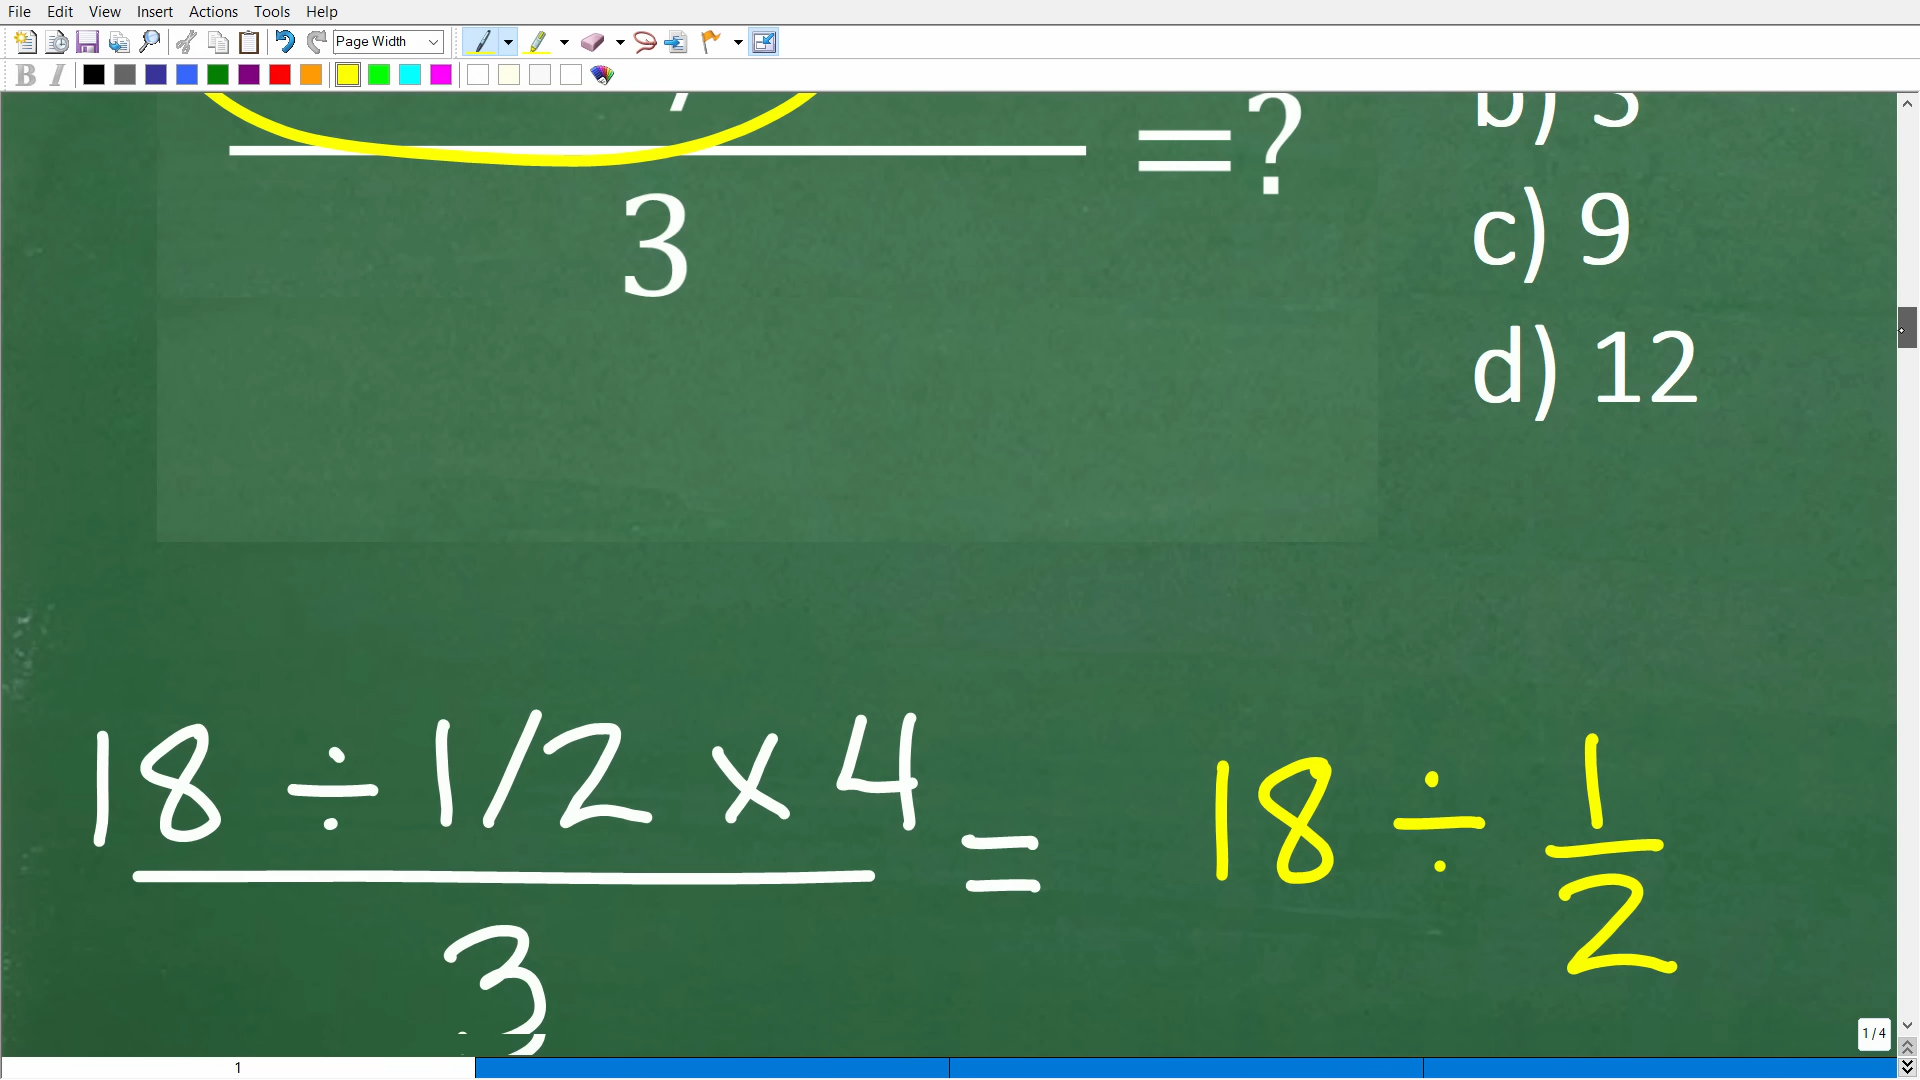 File Edit View Insert Actions Tools Help
Page Width
B I
=?
3
b) 3
c) 9
d) 12
18 ÷ 1/2 x 4
=
3
18 ÷ 1
2
1 / 4
1